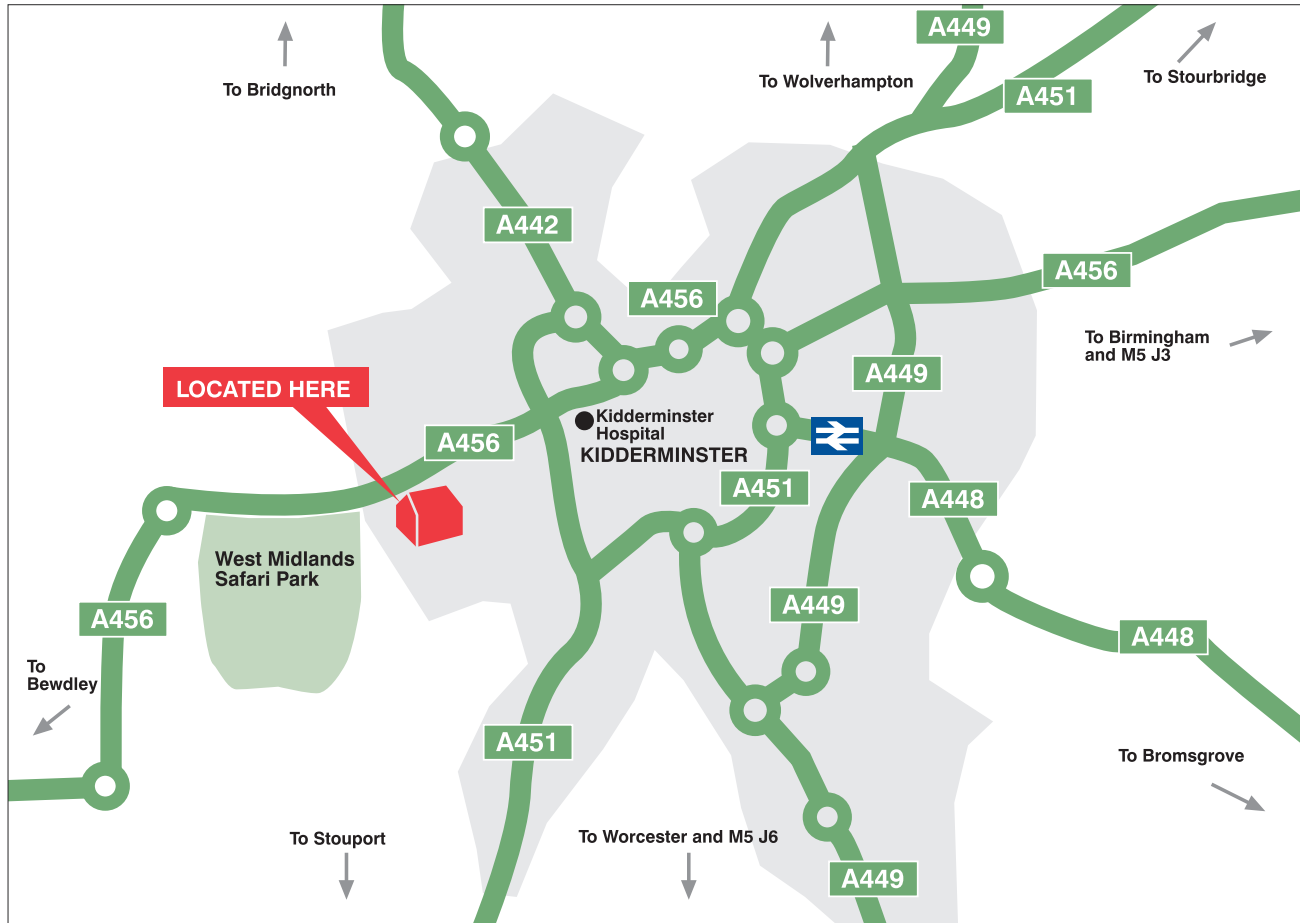 A449
To Wolverhampton
To Stourbridge
To Bridgnorth
A451
A442
A456
A456
To Birmingham
and M5 J3
A449
LOCATED HERE
Kidderminster
Hospital
KIDDERMINSTER
A456
A451
A448
West Midlands
Safari Park
A449
A456
A448
To
Bewdley
A451
To Bromsgrove
To Stouport
To Worcester and M5 J6
A449